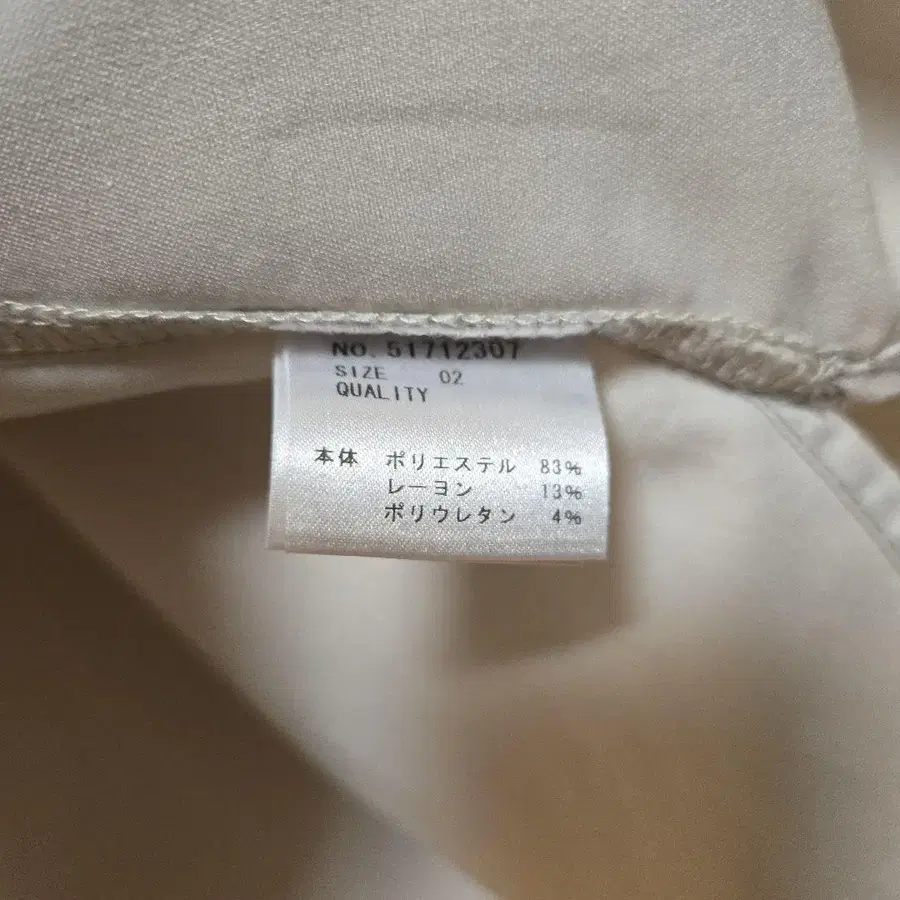 NO. 51712307
SIZE 02
QUALITY
本体 ポリエステル 83%
レーヨン 13%
ポリウレタン 4%